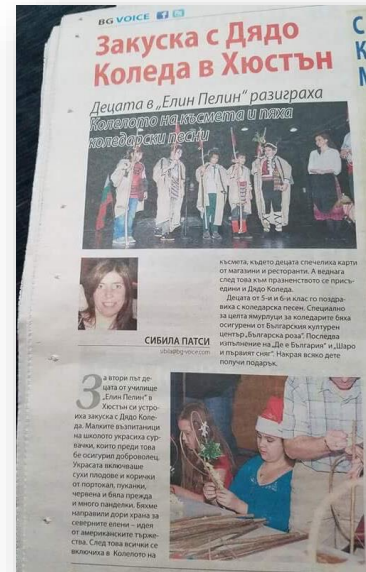 BG VOICE
Закуска с Дядо
Коледа в Хюстън
Децата в „Елин Пелин“ разиграха
Колелото на късмета и пяха
коледарски песни
СИБИЛА ПАТСИ
За втори път де-
цата от училище
„Елин Пелин“ в
Хюстън си устро-
иха закуска с Дядо Коле-
да. Малките възпитаници
на школото украсиха сур-
вачки, които преди това
бе осигурил доброволец.
Украсата включваше
сухи плодове и корички
от портокал, пуканки,
червена и бяла прежда
и много панделки. Бяхме
направили дори храна за
северните елени – идея
от американските търже-
ства. След това всички се
включиха в Колелото на
късмета, където децата спечелиха карти
от магазини и ресторанти. А веднага
след това към празненството се присъ-
едини и Дядо Коледа.
Децата от 5-и и 6-и клас го поздра-
виха с коледарска песен. Специално
за целта ямурлуци за коледарите бяха
осигурени от Българския културен
център „Българска роза“. Последва
изпълнение на „Де е България“ и „Шаро
и първият сняг“. Накрая всяко дете
получи подарък.
С
К